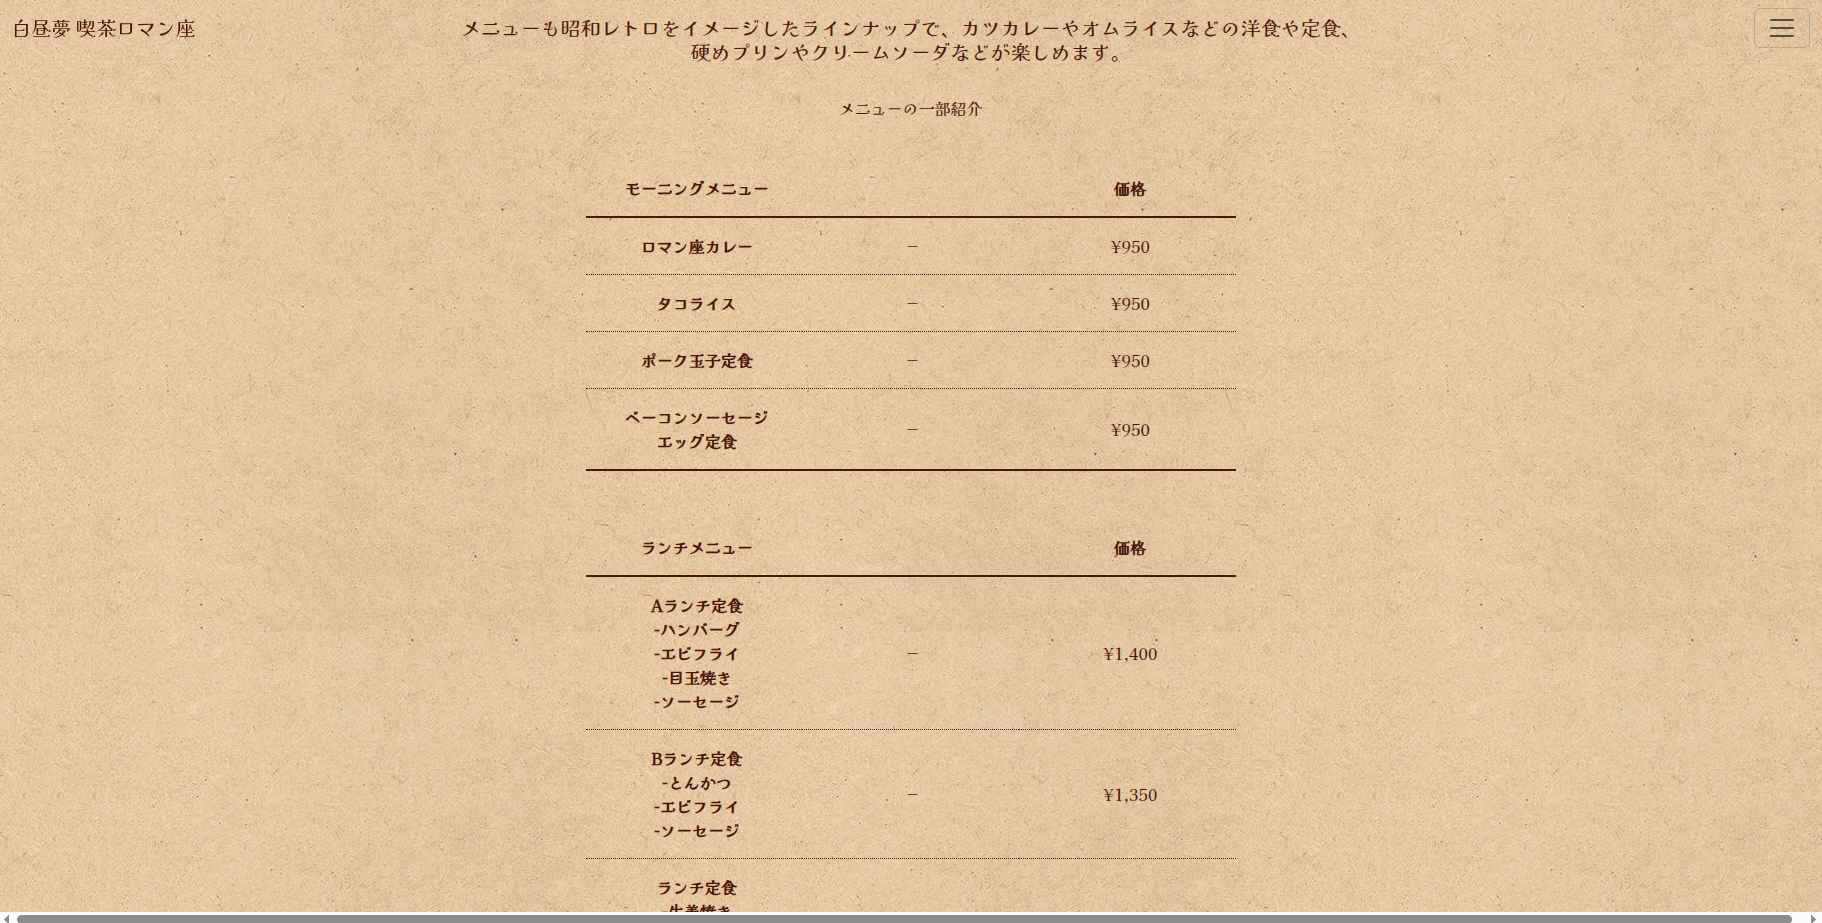 白昼夢 喫茶ロマン座
メニューも昭和レトロをイメージしたラインナップで、カツカレーやオムライスなどの洋食や定食、
硬めプリンやクリームソーダなどが楽しめます。
メニューの一部紹介
モーニングメニュー 価格
ロマン座カレー － ¥950
タコライス － ¥950
ポーク玉子定食 － ¥950
ベーコンソーセージ
エッグ定食 － ¥950
ランチメニュー 価格
Aランチ定食
-ハンバーグ
-エビフライ － ¥1,400
-目玉焼き
-ソーセージ
Bランチ定食
-とんかつ
-エビフライ － ¥1,350
-ソーセージ
ランチ定食
-生姜焼き